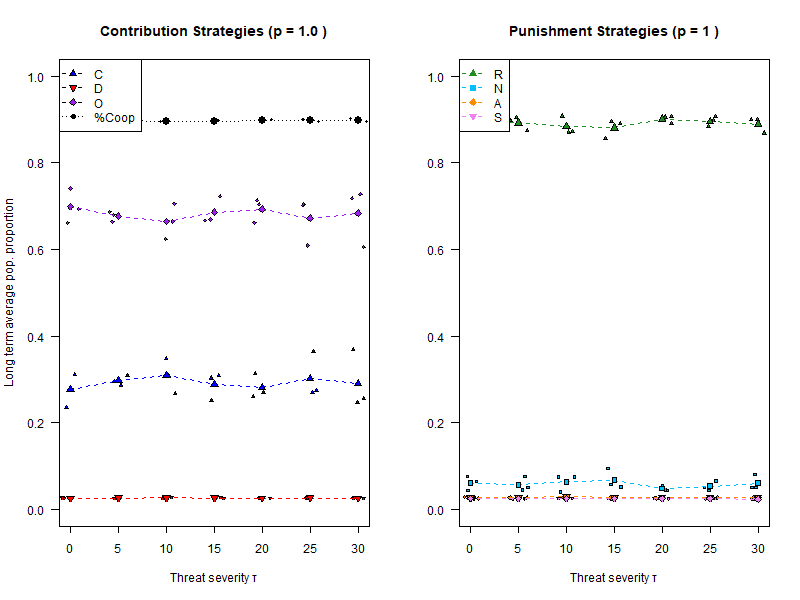 Contribution Strategies (p = 1.0 )
Long term average pop. proportion
1.0
0.8
0.6
0.4
0.2
0.0
C
D
O
%Coop
0 5 10 15 20 25 30
Threat severity τ
Punishment Strategies (p = 1 )
1.0
0.8
0.6
0.4
0.2
0.0
R
N
A
S
0 5 10 15 20 25 30
Threat severity τ